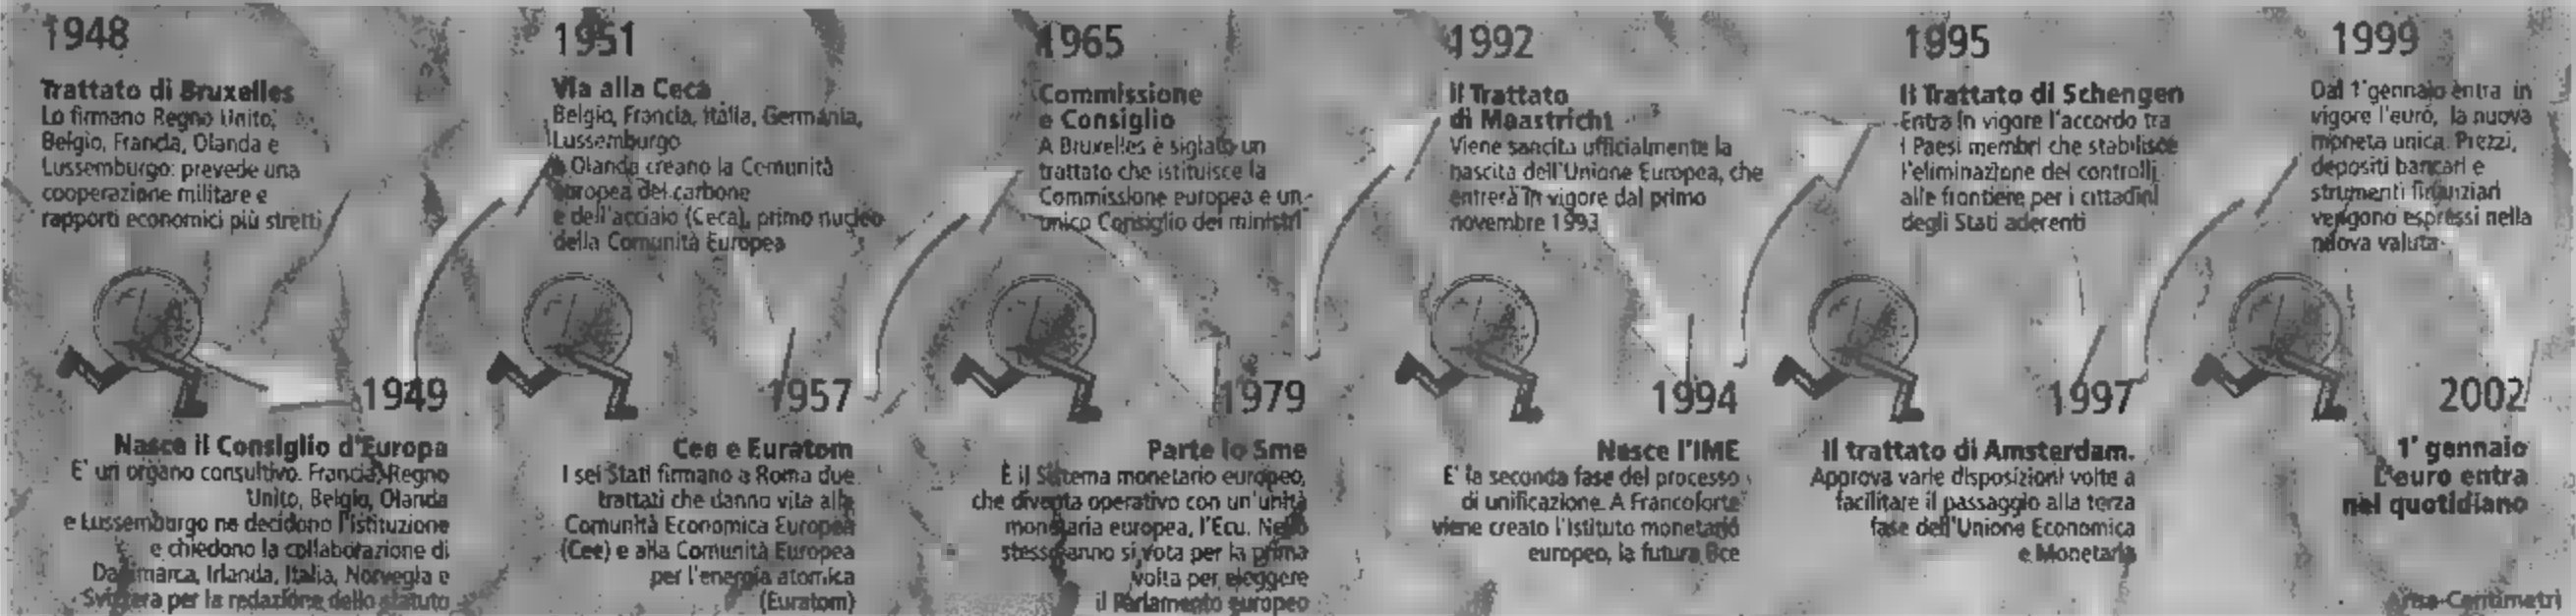 1948
Trattato di Bruxelles
Lo firmano Regno Unito,
Belgio, Francia, Olanda e
Lussemburgo: prevede una
cooperazione militare e
rapporti economici più stretti
1949
Nasce il Consiglio d'Europa
E' un organo consultivo. Francia, Regno
Unito, Belgio, Olanda
e Lussemburgo ne decidono l'istituzione
e chiedono la collaborazione di
Danimarca, Irlanda, Italia, Norvegia e
Svizzera per la redazione dello statuto
1951
Via alla Ceca
Belgio, Francia, Italia, Germania,
Lussemburgo
e Olanda creano la Comunità
europea del carbone
e dell'acciaio (Ceca), primo nucleo
della Comunità Europea
1957
Cee e Euratom
I sei Stati firmano a Roma due
trattati che danno vita alla
Comunità Economica Europea
(Cee) e alla Comunità Europea
per l'energia atomica
(Euratom)
1965
Commissione
e Consiglio
A Bruxelles è siglato un
trattato che istituisce la
Commissione europea e un
unico Consiglio dei ministri
1979
Parte lo Sme
È il Sistema monetario europeo,
che diventa operativo con un'unità
monetaria europea, l'Ecu. Nello
stesso anno si vota per la prima
volta per eleggere
il Parlamento europeo
1992
Il Trattato
di Maastricht
Viene sancita ufficialmente la
nascita dell'Unione Europea, che
entrerà in vigore dal primo
novembre 1993
1994
Nasce l'IME
E' la seconda fase del processo
di unificazione. A Francoforte
viene creato l'Istituto monetario
europeo, la futura Bce
1995
Il Trattato di Schengen
Entra in vigore l'accordo tra
i Paesi membri che stabilisce
l'eliminazione dei controlli
alle frontiere per i cittadini
degli Stati aderenti
1997
Il trattato di Amsterdam.
Approva varie disposizioni volte a
facilitare il passaggio alla terza
fase dell'Unione Economica
e Monetaria
1999
Dal 1° gennaio entra in
vigore l'euro, la nuova
moneta unica. Prezzi,
depositi bancari e
strumenti finanziari
vengono espressi nella
nuova valuta
2002
1° gennaio
L'euro entra
nel quotidiano
Ansa-Centimetri